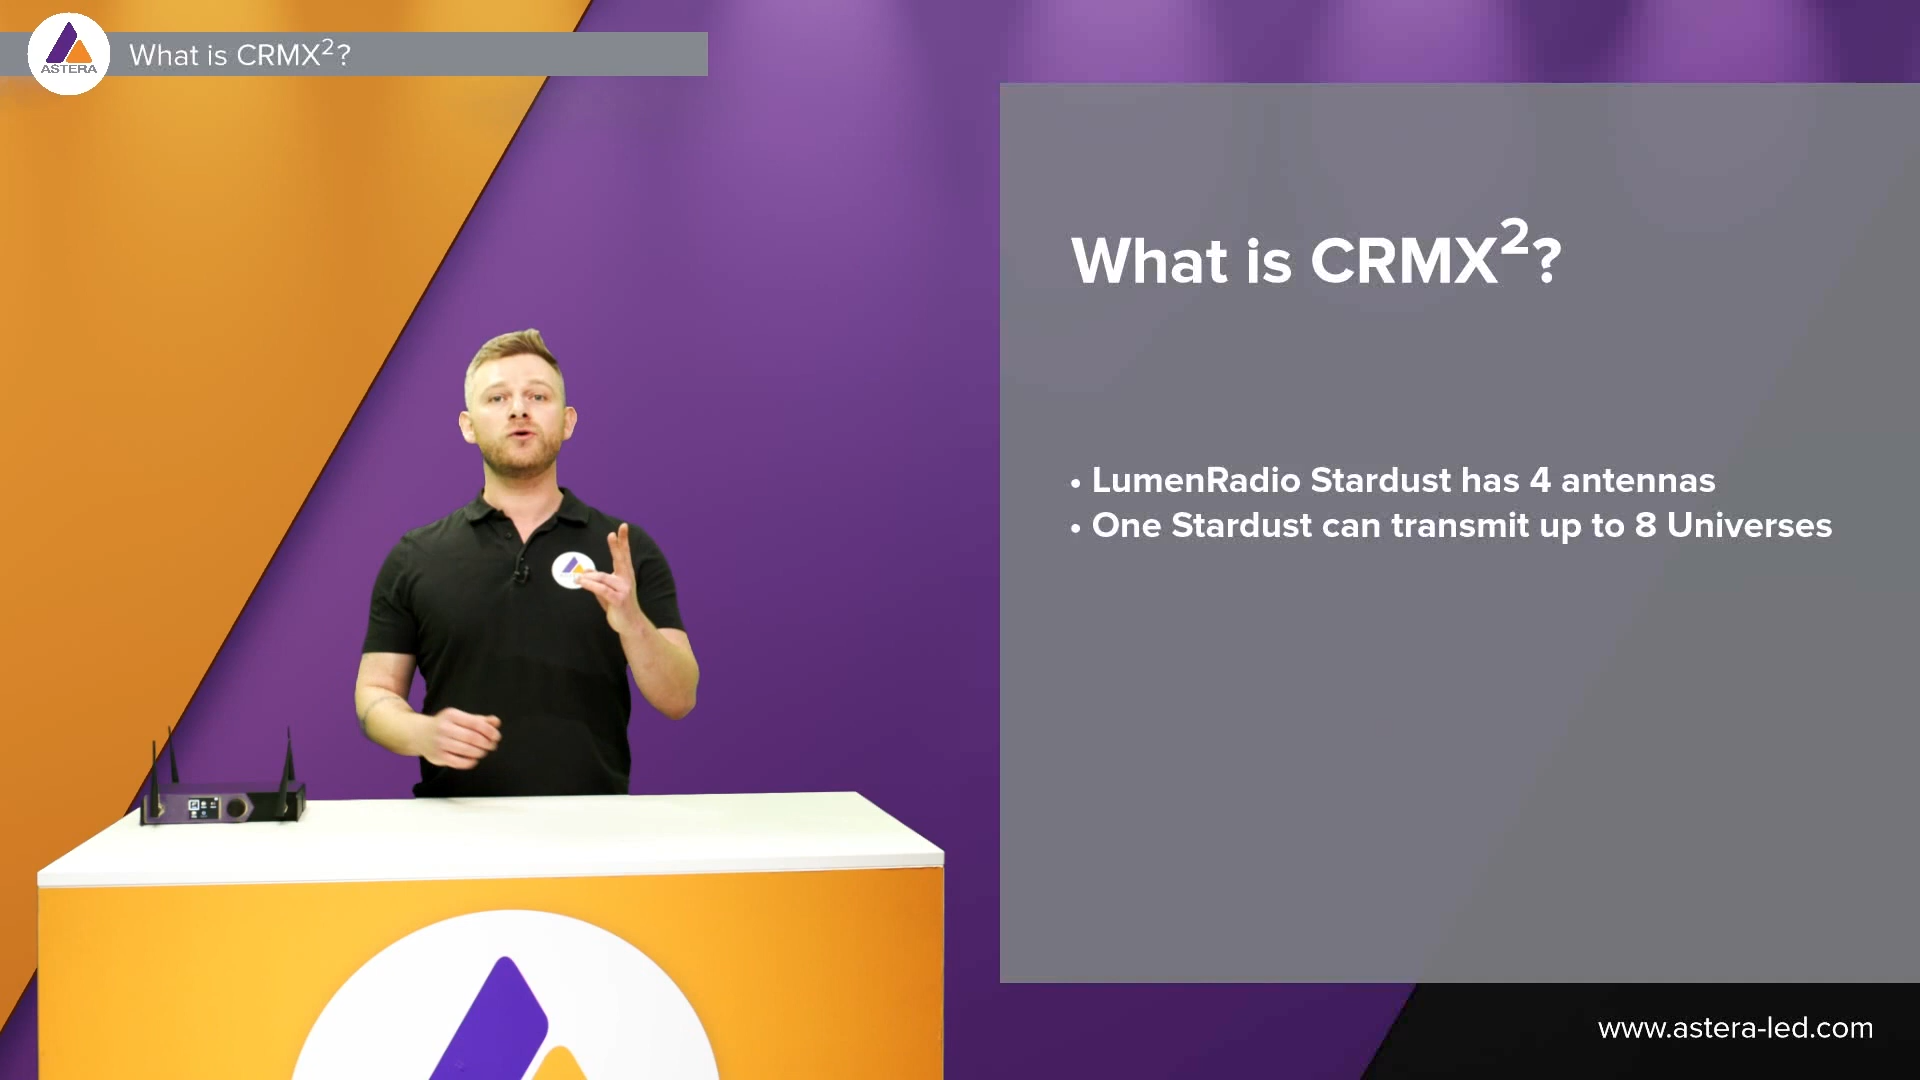 ASTERA
What is CRMX²?
What is CRMX²?
• LumenRadio Stardust has 4 antennas
• One Stardust can transmit up to 8 Universes
www.astera-led.com